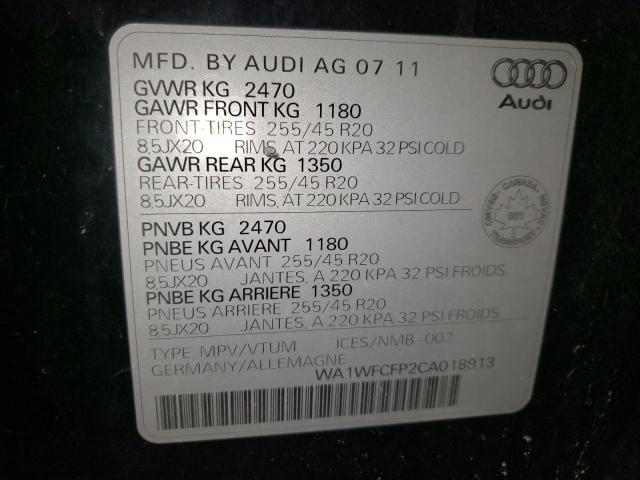 MFD. BY AUDI AG 07 11
Audi
GVWR KG 2470
GAWR FRONT KG 1180
FRONT-TIRES 255/45 R20
8,5JX20 RIMS, AT 220 KPA 32 PSI COLD
GAWR REAR KG 1350
REAR-TIRES 255/45 R20
8,5JX20 RIMS, AT 220 KPA 32 PSI COLD
CMVSS - CANADA - NSVAC
TRANSPORT
PNVB KG 2470
PNBE KG AVANT 1180
PNEUS AVANT 255/45 R20
8,5JX20 JANTES, A 220 KPA 32 PSI FROIDS
PNBE KG ARRIERE 1350
PNEUS ARRIERE 255/45 R20
8,5JX20 JANTES, A 220 KPA 32 PSI FROIDS
TYPE MPV/VTUM ICES/NMB-002
GERMANY/ALLEMAGNE
WA1WFCFP2CA018913